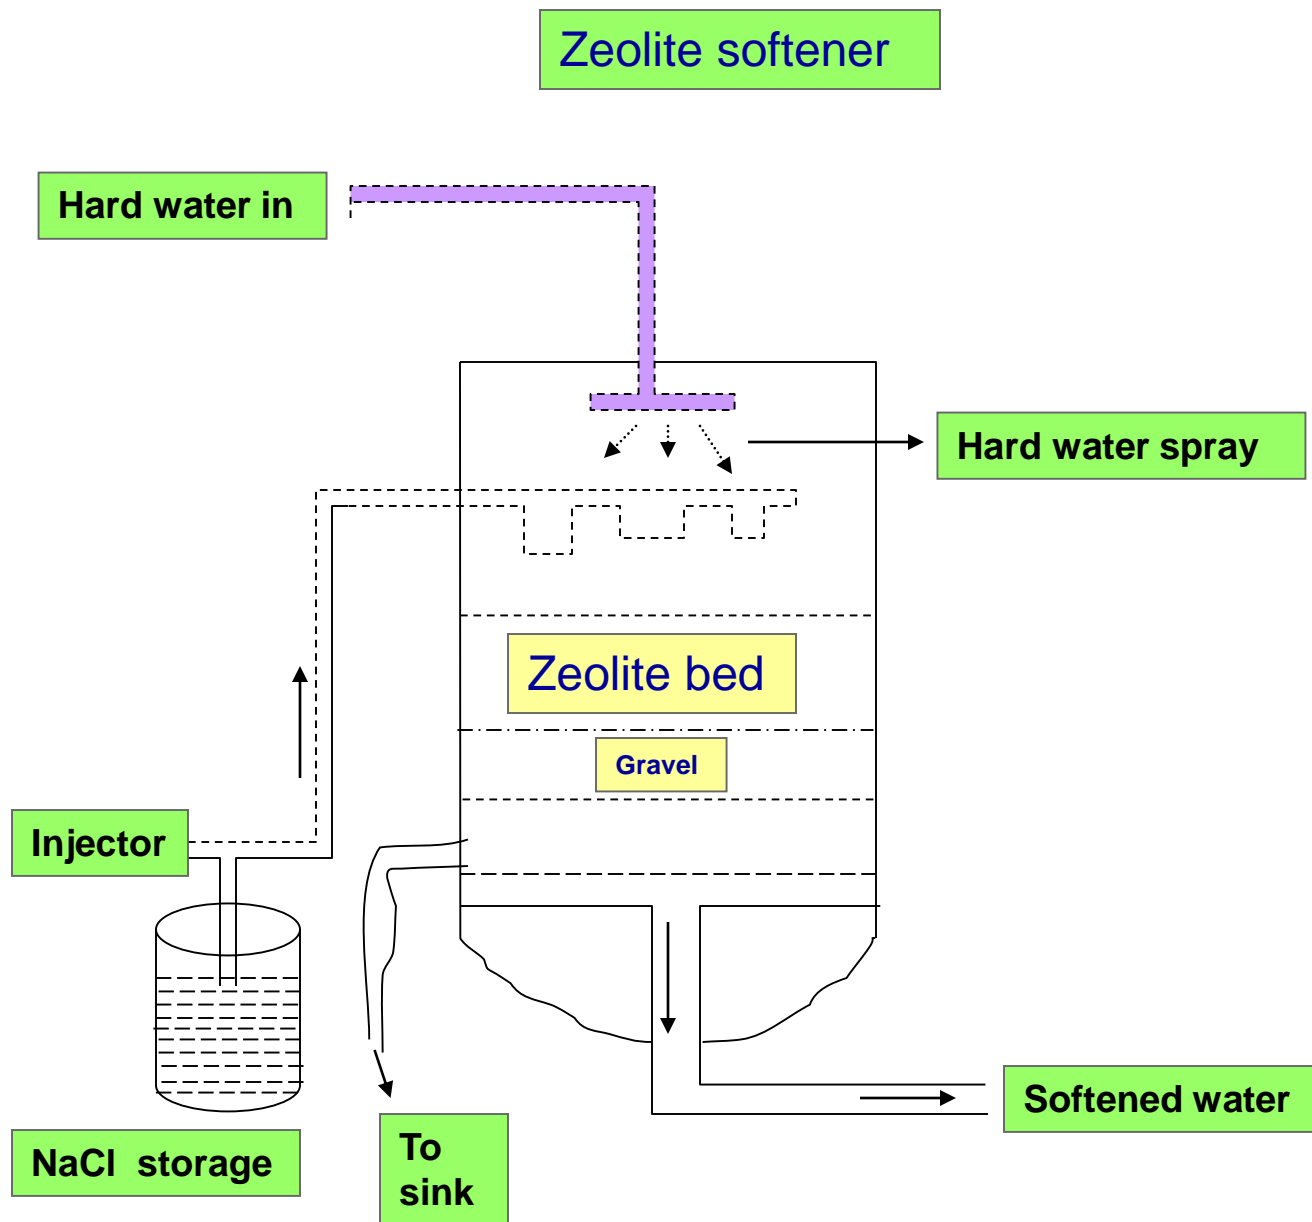 Zeolite softener
Hard water in
Hard water spray
Zeolite bed
Gravel
Injector
Softened water
NaCl storage
To
sink